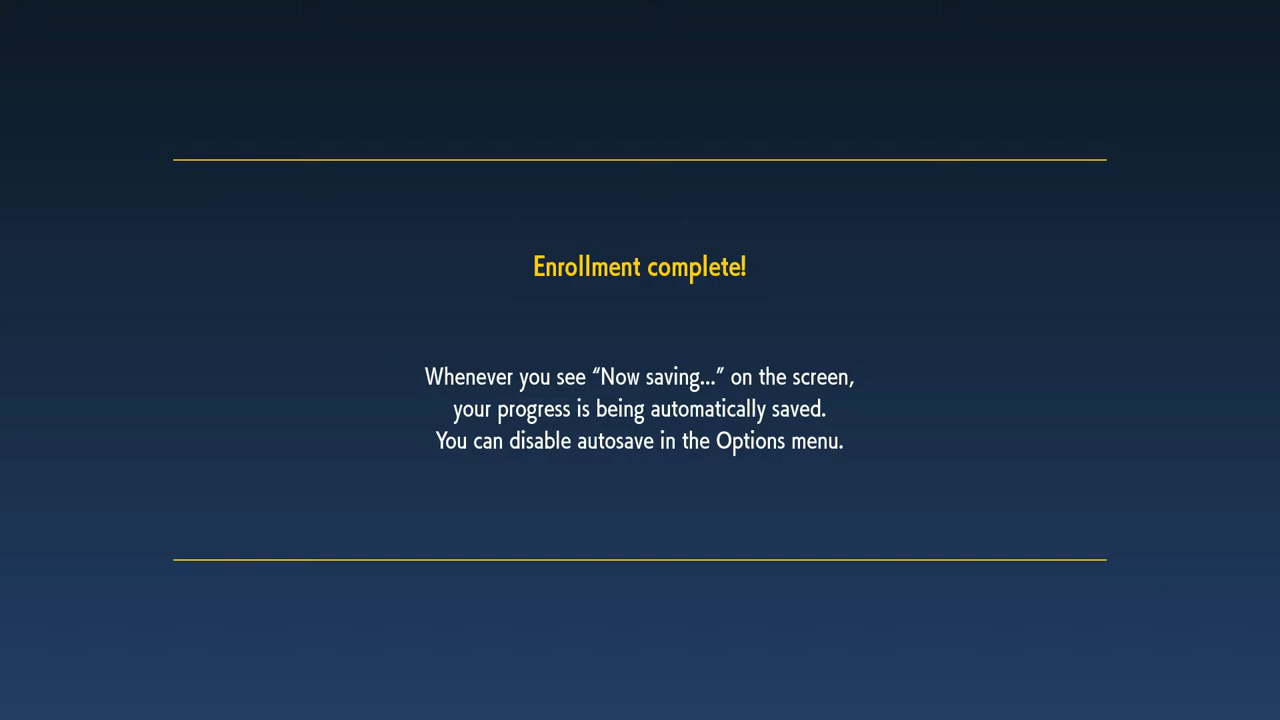 Enrollment complete!
Whenever you see “Now saving...” on the screen,
your progress is being automatically saved.
You can disable autosave in the Options menu.